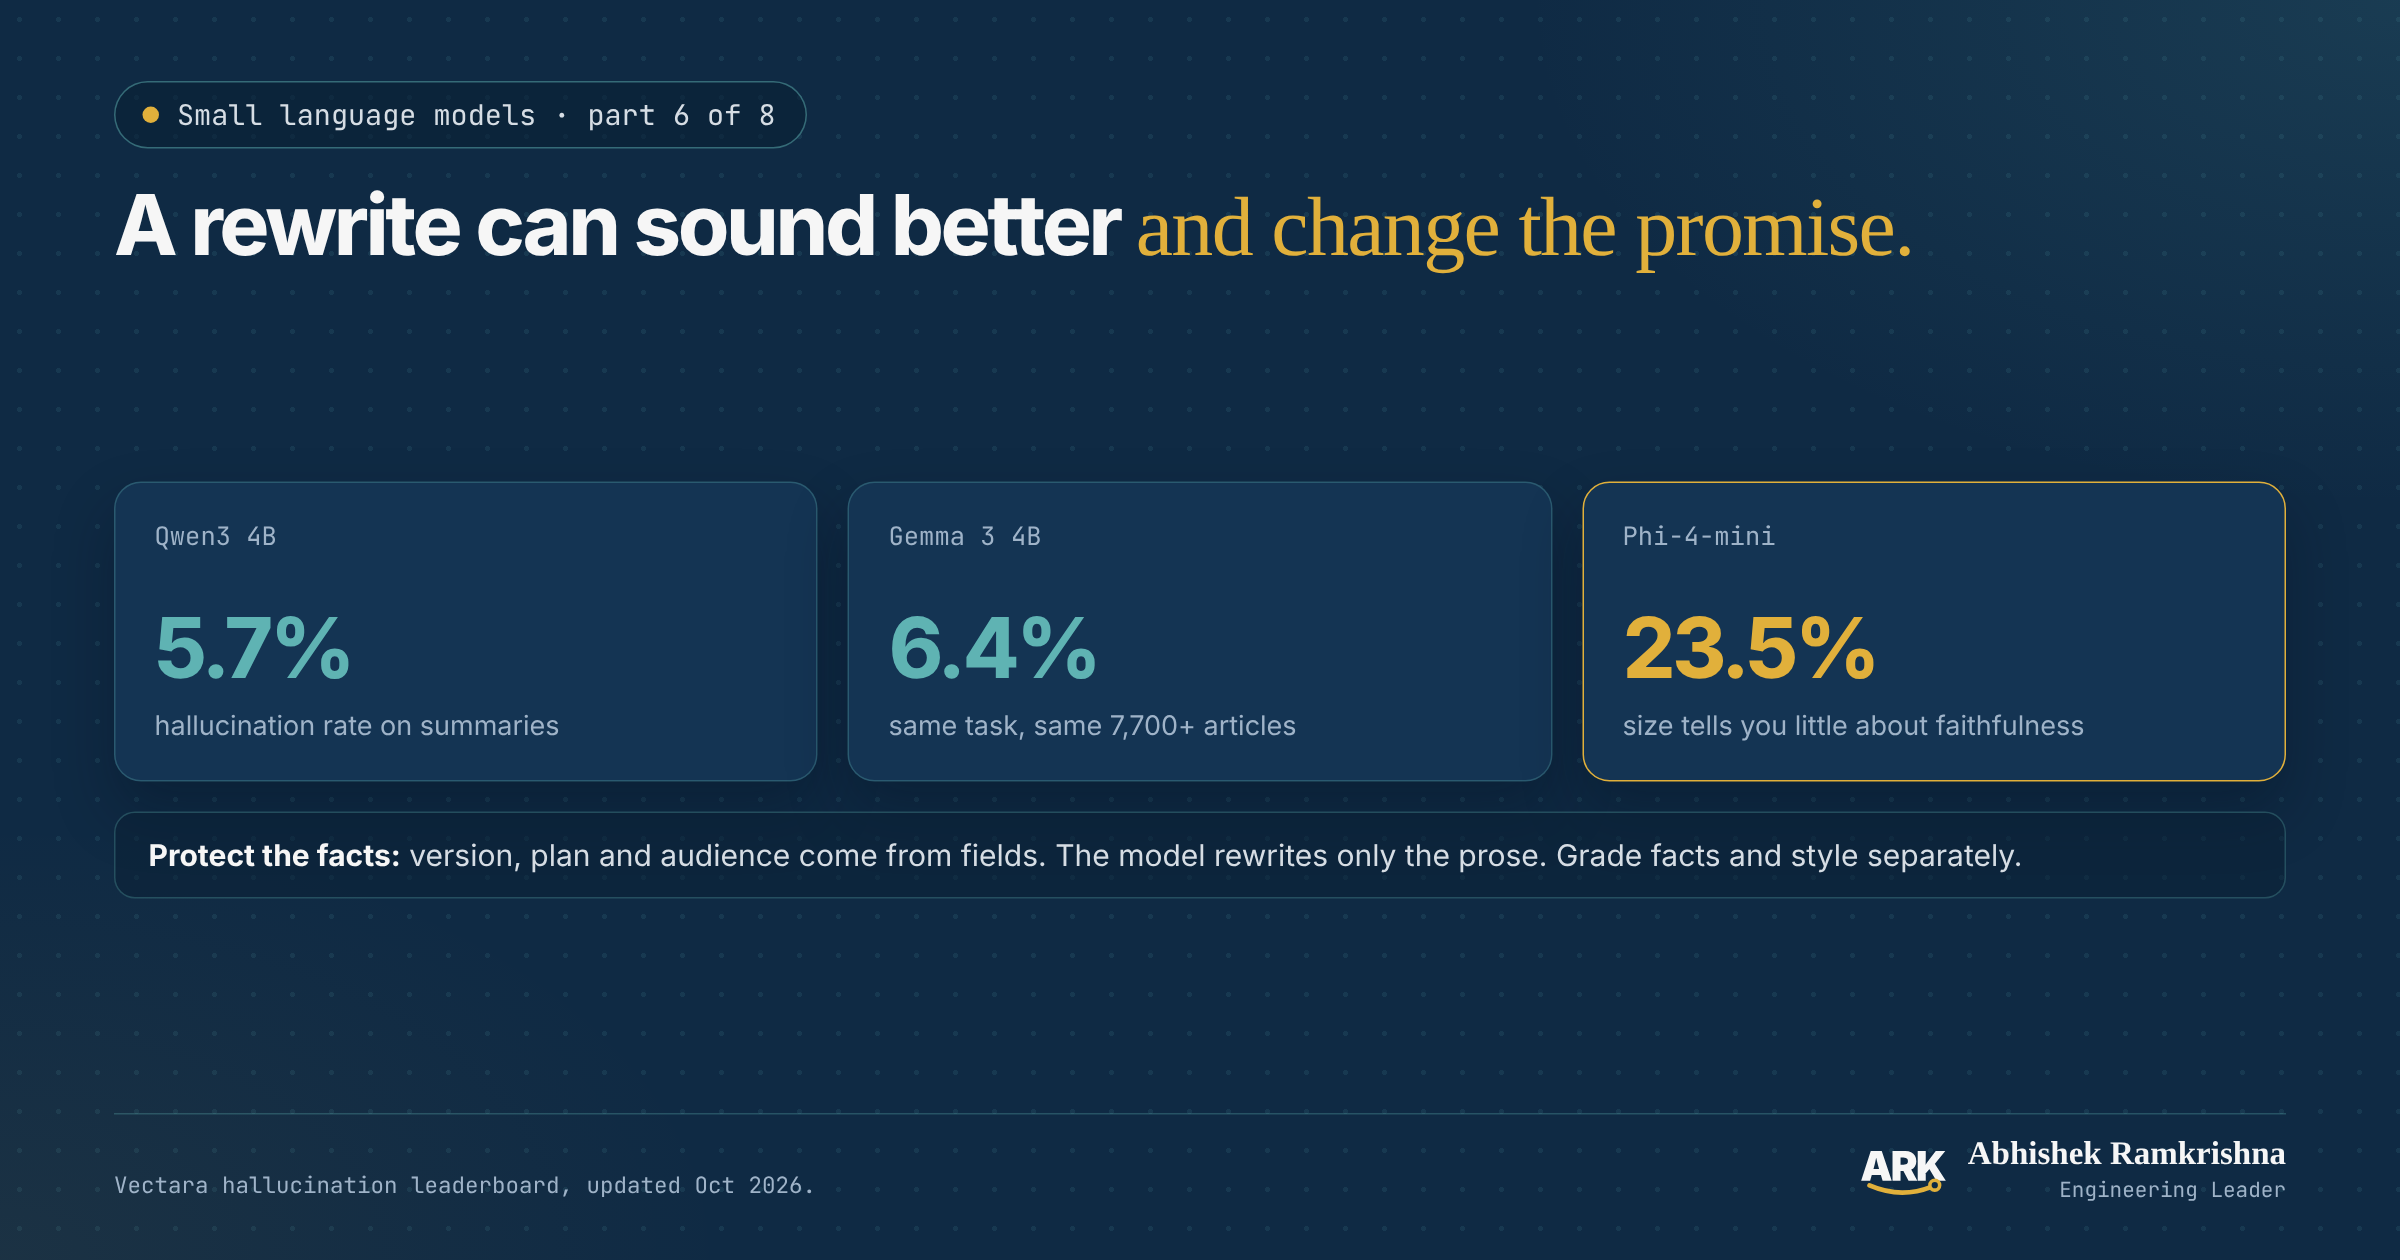 Small language models · part 6 of 8
A rewrite can sound better and change the promise.
Qwen3 4B
5.7%
hallucination rate on summaries
Gemma 3 4B
6.4%
same task, same 7,700+ articles
Phi-4-mini
23.5%
size tells you little about faithfulness
Protect the facts: version, plan and audience come from fields. The model rewrites only the prose. Grade facts and style separately.
Vectara hallucination leaderboard, updated Oct 2026.
ARK
Abhishek Ramkrishna
Engineering Leader